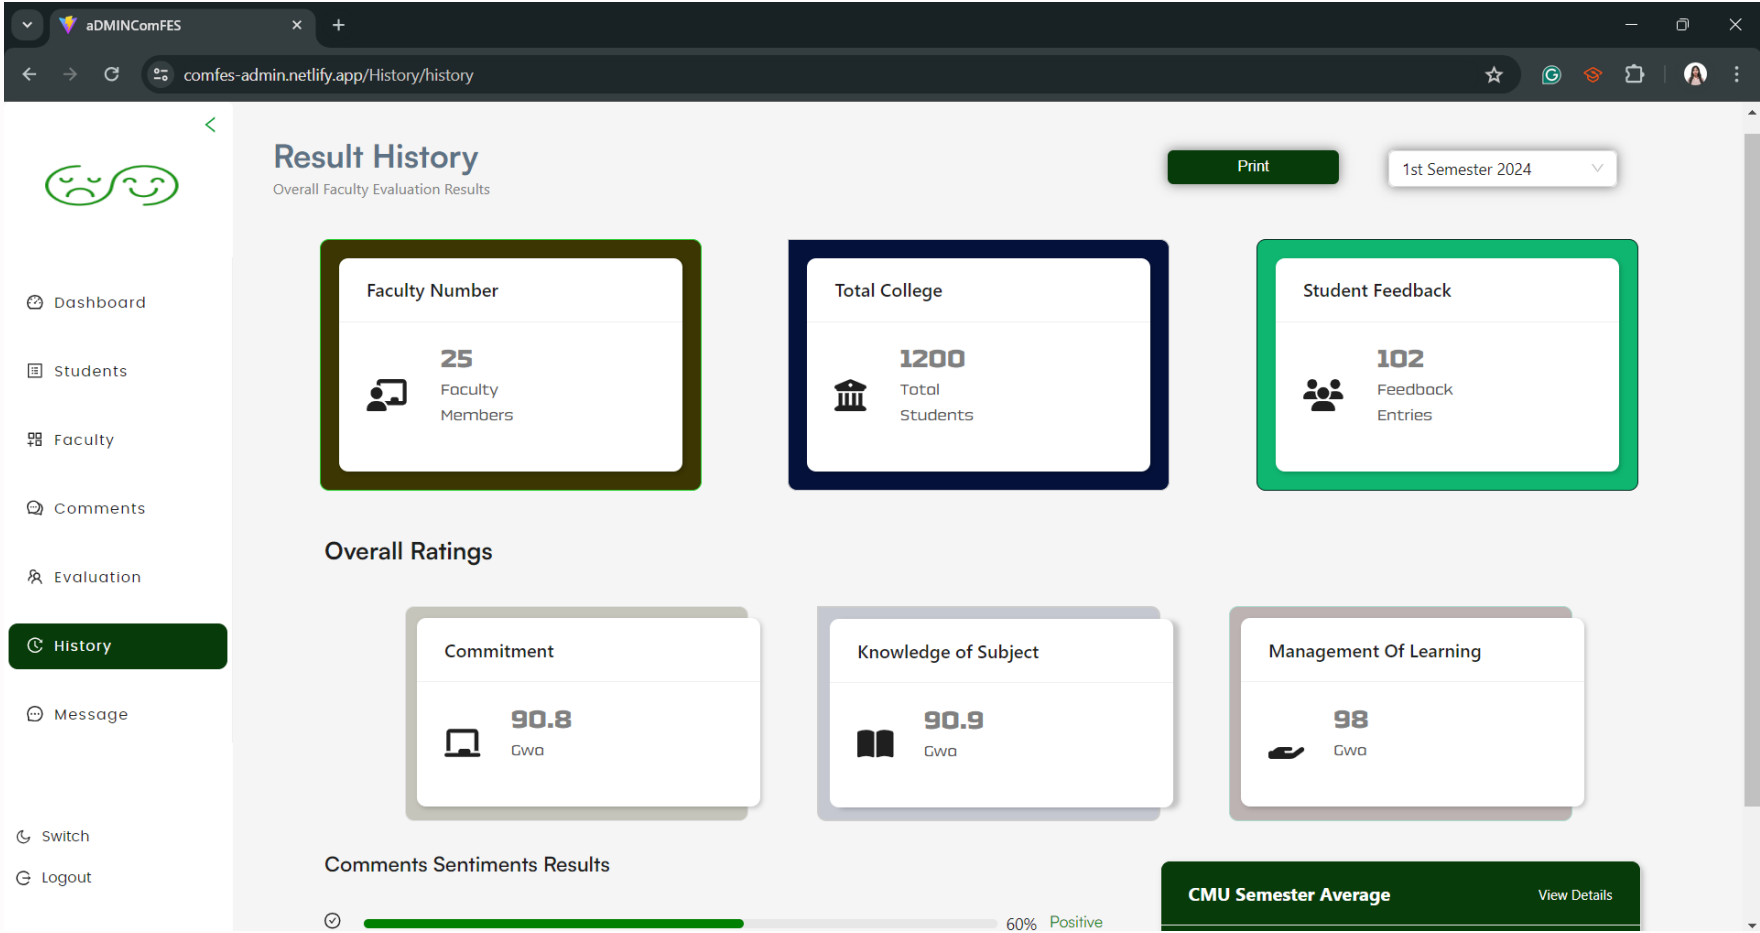 aDMINComFES
comfes-admin.netlify.app/History/history
Result History
Overall Faculty Evaluation Results
Print
1st Semester 2024
Dashboard
Students
Faculty
Comments
Evaluation
History
Message
Switch
Logout
Faculty Number
25
Faculty
Members
Total College
1200
Total
Students
Student Feedback
102
Feedback
Entries
Overall Ratings
Commitment
90.8
Gwa
Knowledge of Subject
90.9
Gwa
Management Of Learning
98
Gwa
Comments Sentiments Results
60% Positive
CMU Semester Average
View Details